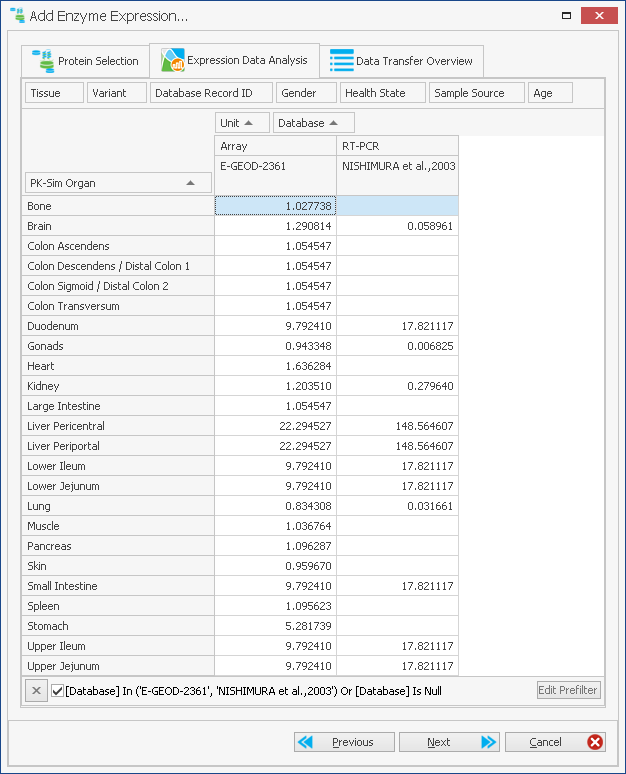 Add Enzyme Expression...
Protein Selection Expression Data Analysis Data Transfer Overview
Tissue Variant Database Record ID Gender Health State Sample Source Age
Unit Database
Array RT-PCR
E-GEOD-2361 NISHIMURA et al.,2003
PK-Sim Organ
Bone 1.027738
Brain 1.290814 0.058961
Colon Ascendens 1.054547
Colon Descendens / Distal Colon 1 1.054547
Colon Sigmoid / Distal Colon 2 1.054547
Colon Transversum 1.054547
Duodenum 9.792410 17.821117
Gonads 0.943348 0.006825
Heart 1.636284
Kidney 1.203510 0.279640
Large Intestine 1.054547
Liver Pericentral 22.294527 148.564607
Liver Periportal 22.294527 148.564607
Lower Ileum 9.792410 17.821117
Lower Jejunum 9.792410 17.821117
Lung 0.834308 0.031661
Muscle 1.036764
Pancreas 1.096287
Skin 0.959670
Small Intestine 9.792410 17.821117
Spleen 1.095623
Stomach 5.281739
Upper Ileum 9.792410 17.821117
Upper Jejunum 9.792410 17.821117
[Database] In ('E-GEOD-2361', 'NISHIMURA et al.,2003') Or [Database] Is Null Edit Prefilter
Previous Next Cancel